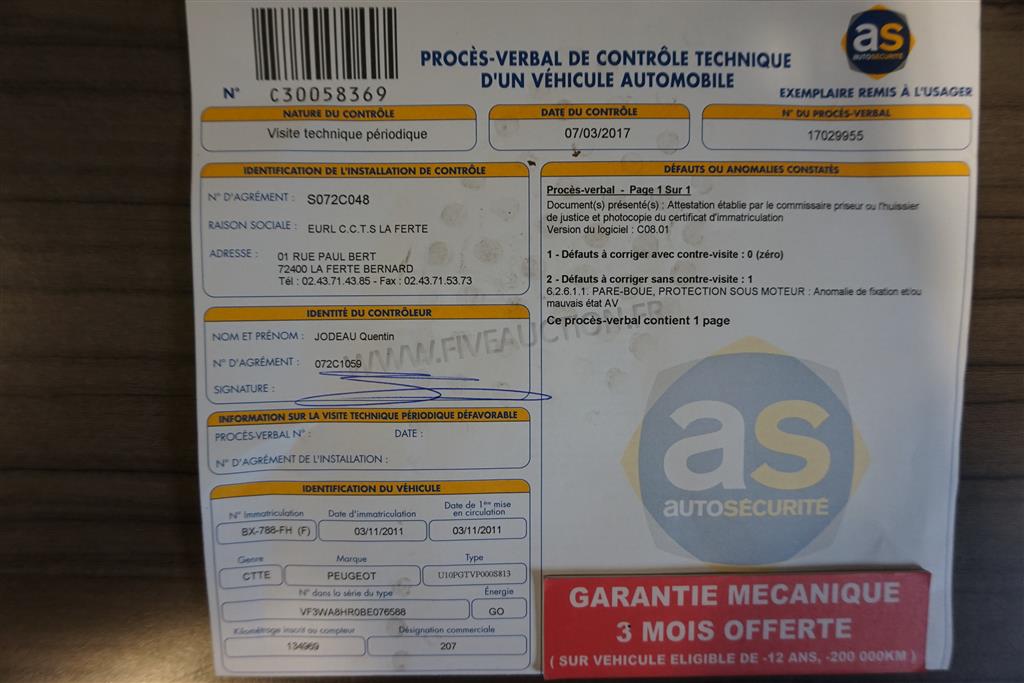 as
AUTOSÉCURITÉ
PROCÈS-VERBAL DE CONTRÔLE TECHNIQUE
D'UN VÉHICULE AUTOMOBILE
N° C30058369
EXEMPLAIRE REMIS À L'USAGER
NATURE DU CONTRÔLE
Visite technique périodique
DATE DU CONTRÔLE
07/03/2017
N° DU PROCÈS-VERBAL
17029955
IDENTIFICATION DE L'INSTALLATION DE CONTRÔLE
N° D'AGRÉMENT : S072C048
RAISON SOCIALE : EURL C.C.T.S LA FERTE
ADRESSE : 01 RUE PAUL BERT
72400 LA FERTE BERNARD
Tél : 02.43.71.43.85 - Fax : 02.43.71.53.73
IDENTITÉ DU CONTRÔLEUR
NOM ET PRÉNOM : JODEAU Quentin
N° D'AGRÉMENT : 072C1059
SIGNATURE :
INFORMATION SUR LA VISITE TECHNIQUE PÉRIODIQUE DÉFAVORABLE
PROCÈS-VERBAL N° : DATE :
N° D'AGRÉMENT DE L'INSTALLATION :
IDENTIFICATION DU VÉHICULE
N° Immatriculation Date d'immatriculation Date de 1ère mise
en circulation
BX-788-FH (F) 03/11/2011 03/11/2011
Genre Marque Type
CTTE PEUGEOT U10PGTVP000S813
N° dans la série du type Énergie
VF3WA8HR0BE076588 GO
Kilométrage inscrit au compteur Désignation commerciale
134969 207
DÉFAUTS OU ANOMALIES CONSTATÉS
Procès-verbal - Page 1 Sur 1
Document(s) présenté(s) : Attestation établie par le commissaire priseur ou l'huissier
de justice et photocopie du certificat d'immatriculation
Version du logiciel : C08.01
1 - Défauts à corriger avec contre-visite : 0 (zéro)
2 - Défauts à corriger sans contre-visite : 1
6.2.6.1.1. PARE-BOUE, PROTECTION SOUS MOTEUR : Anomalie de fixation et/ou
mauvais état AV
Ce procès-verbal contient 1 page
WWW.FIVEAUCTION.FR
as
AUTOSÉCURITÉ
GARANTIE MECANIQUE
3 MOIS OFFERTE
( SUR VEHICULE ELIGIBLE DE -12 ANS, -200 000KM )